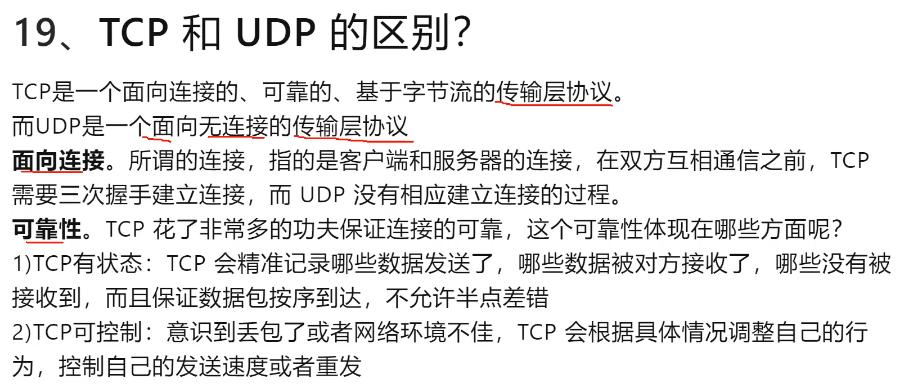 19、TCP 和 UDP 的区别？
TCP是一个面向连接的、可靠的、基于字节流的传输层协议。
而UDP是一个面向无连接的传输层协议
面向连接。所谓的连接，指的是客户端和服务器的连接，在双方互相通信之前，TCP
需要三次握手建立连接，而 UDP 没有相应建立连接的过程。
可靠性。TCP 花了非常多的功夫保证连接的可靠，这个可靠性体现在哪些方面呢？
1)TCP有状态：TCP 会精准记录哪些数据发送了，哪些数据被对方接收了，哪些没有被
接收到，而且保证数据包按序到达，不允许半点差错
2)TCP可控制：意识到丢包了或者网络环境不佳，TCP 会根据具体情况调整自己的行
为，控制自己的发送速度或者重发